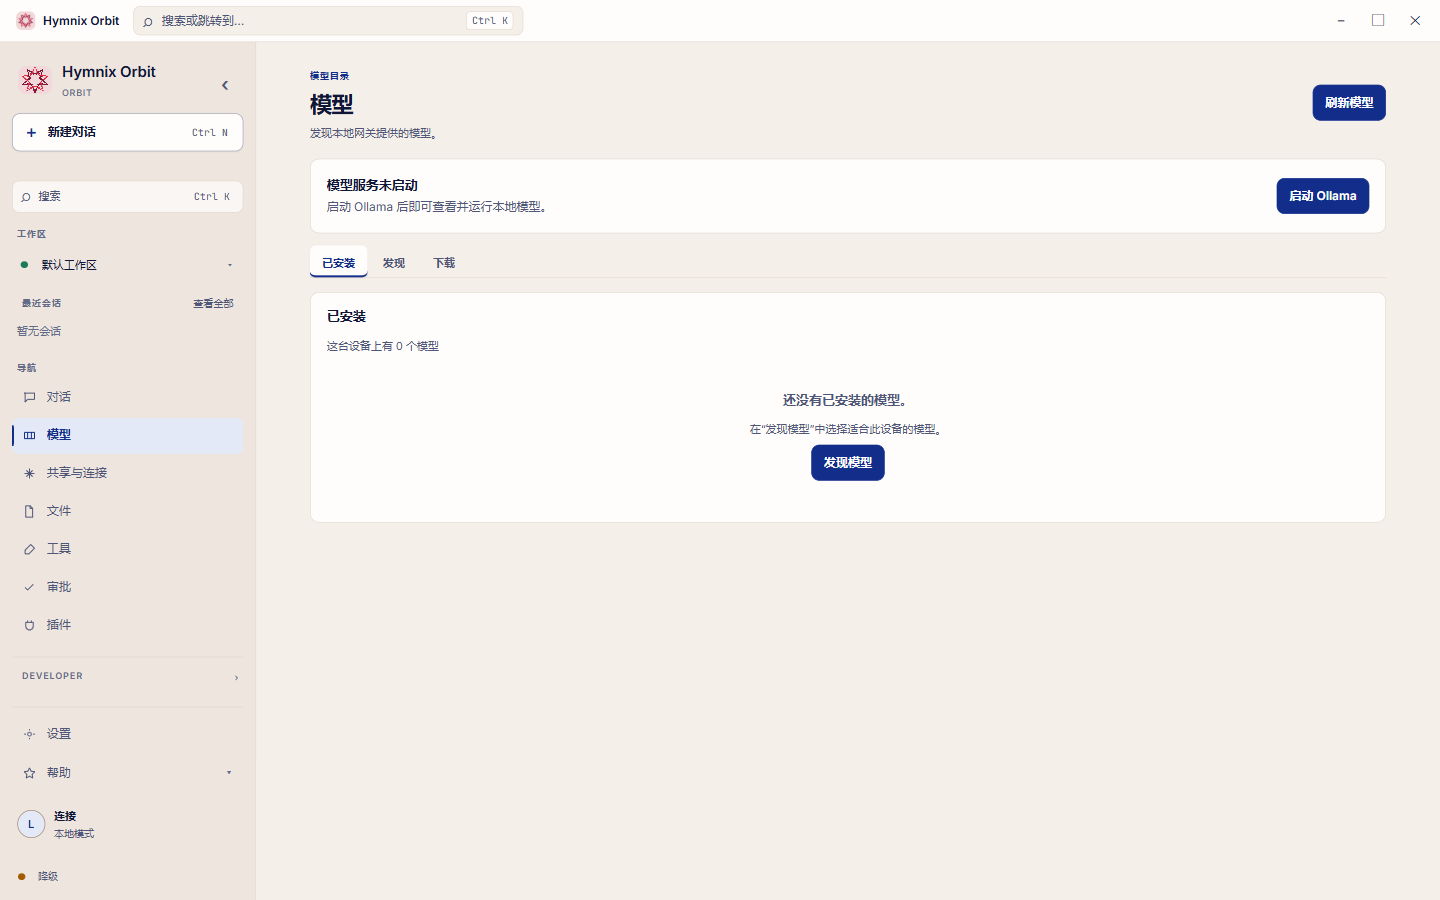 Hymnix Orbit
搜索或跳转到...
Ctrl K
Hymnix Orbit
ORBIT
新建对话
Ctrl N
搜索
Ctrl K
工作区
默认工作区
最近会话
查看全部
暂无会话
导航
对话
模型
共享与连接
文件
工具
审批
插件
DEVELOPER
设置
帮助
L
连接
本地模式
降级
模型目录
模型
发现本地网关提供的模型。
刷新模型
模型服务未启动
启动 Ollama 后即可查看并运行本地模型。
启动 Ollama
已安装
发现
下载
已安装
这台设备上有 0 个模型
还没有已安装的模型。
在“发现模型”中选择适合此设备的模型。
发现模型